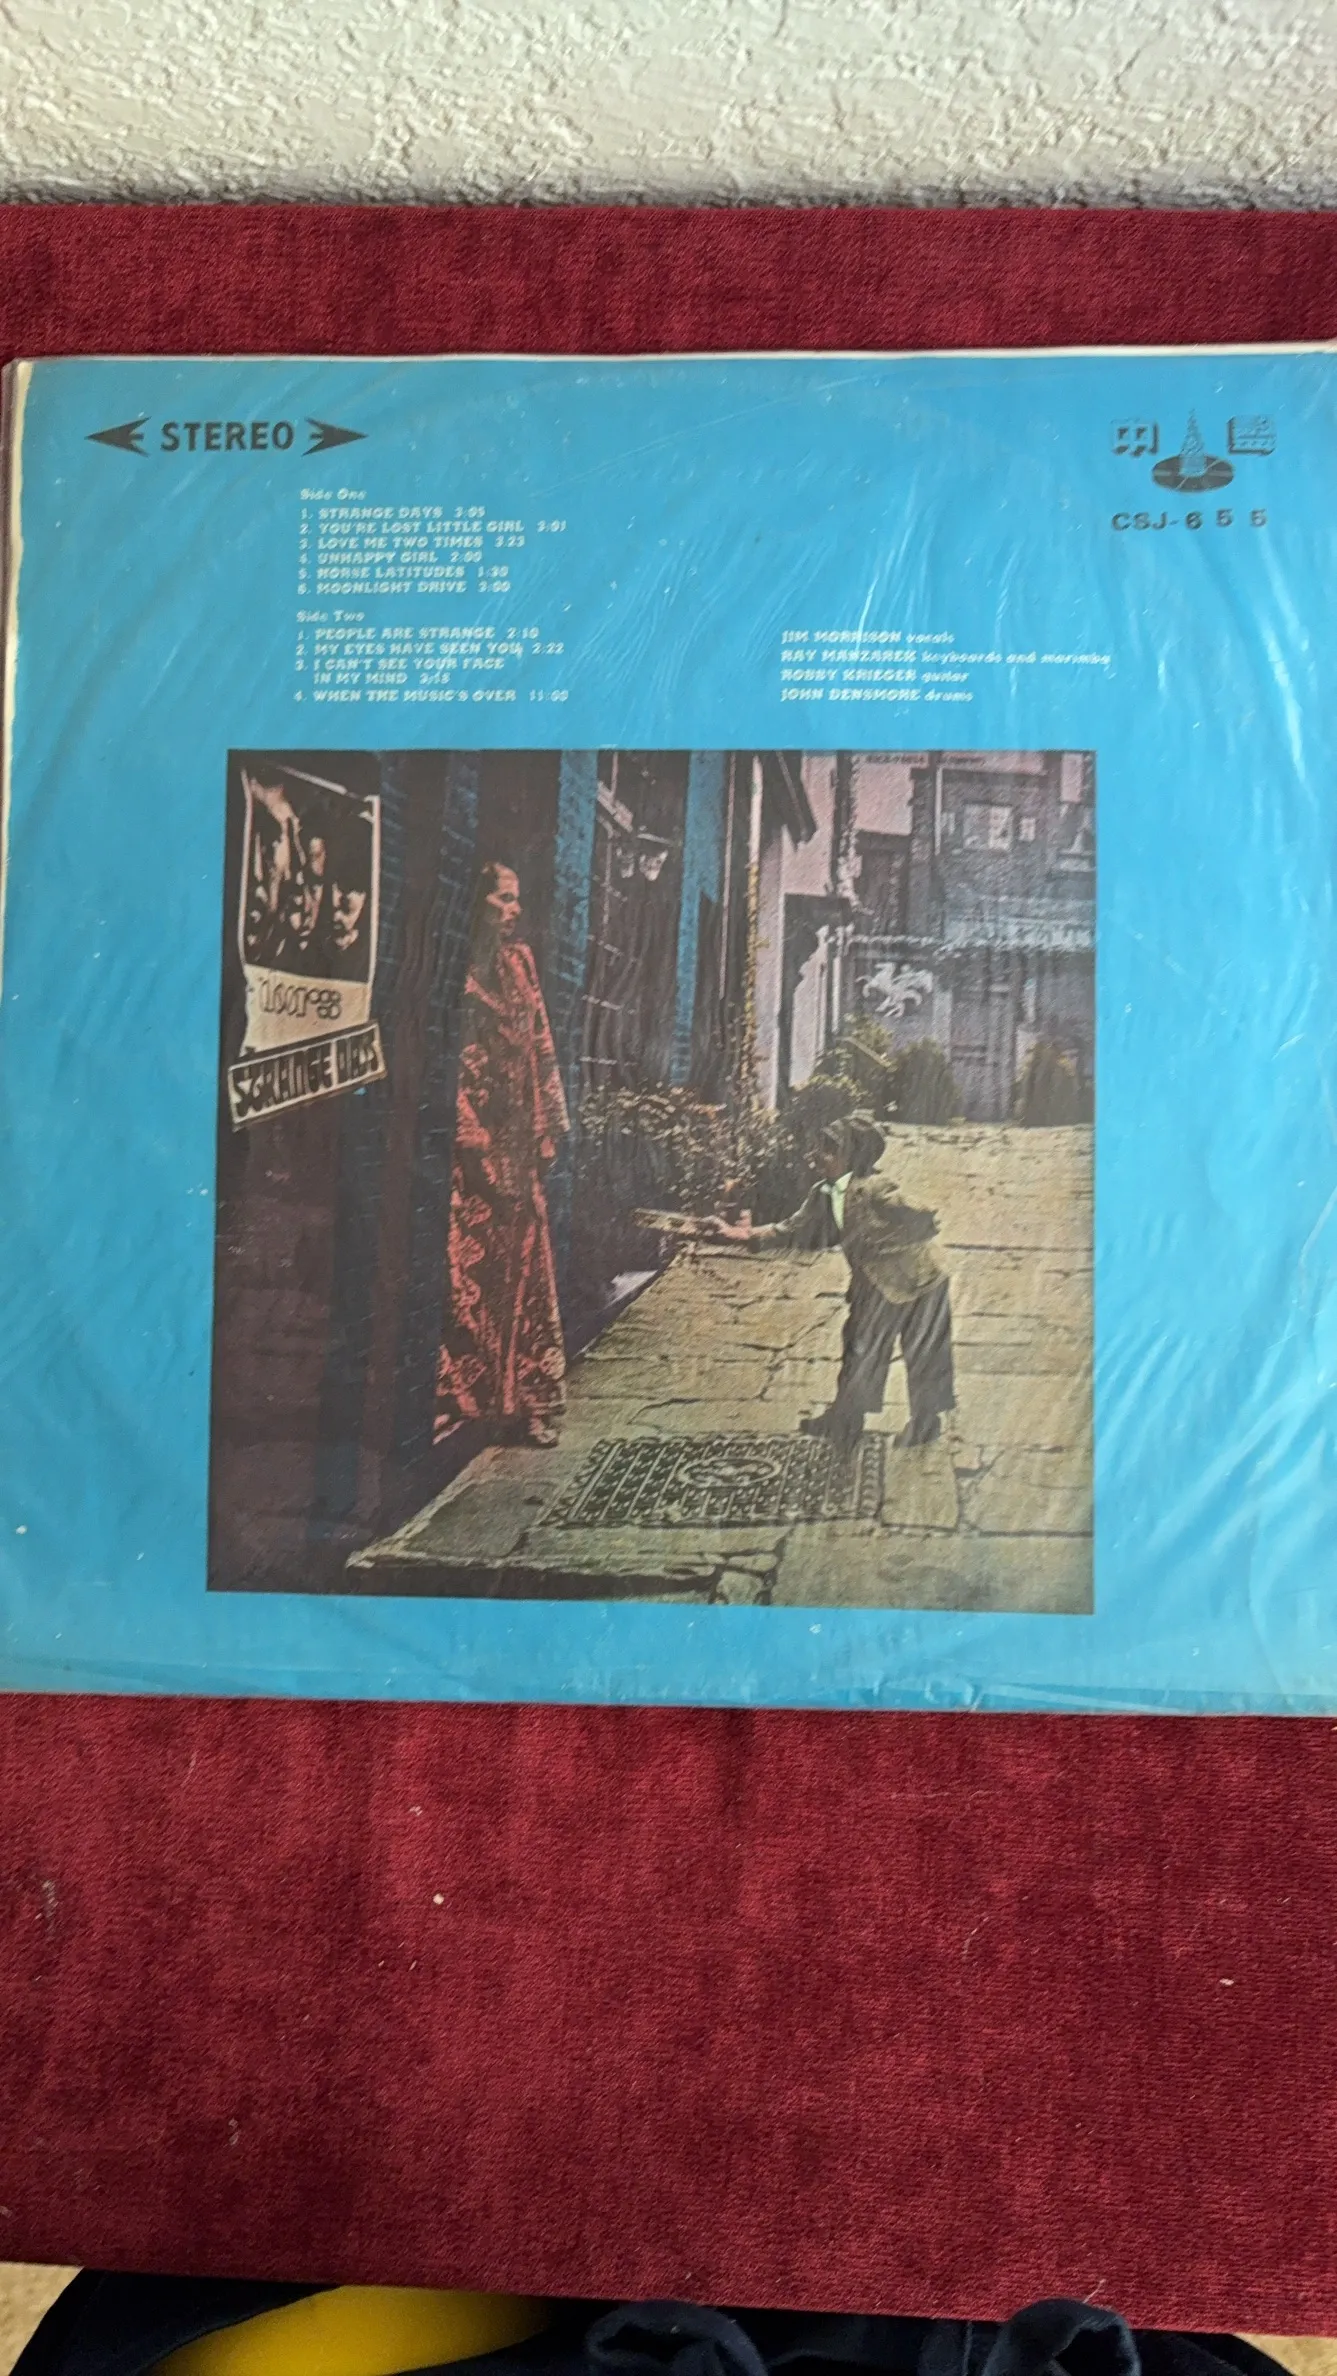 STEREO
CSJ-655
Side One
1. STRANGE DAYS 3:05
2. YOU'RE LOST LITTLE GIRL 3:01
3. LOVE ME TWO TIMES 3:23
4. UNHAPPY GIRL 2:00
5. HORSE LATITUDES 1:30
6. MOONLIGHT DRIVE 3:00
Side Two
1. PEOPLE ARE STRANGE 2:10
2. MY EYES HAVE SEEN YOU 2:22
3. I CAN'T SEE YOUR FACE
IN MY MIND 3:18
4. WHEN THE MUSIC'S OVER 11:00
JIM MORRISON vocals
RAY MANZAREK keyboards and marimba
ROBBY KRIEGER guitar
JOHN DENSMORE drums
STRANGE DAYS